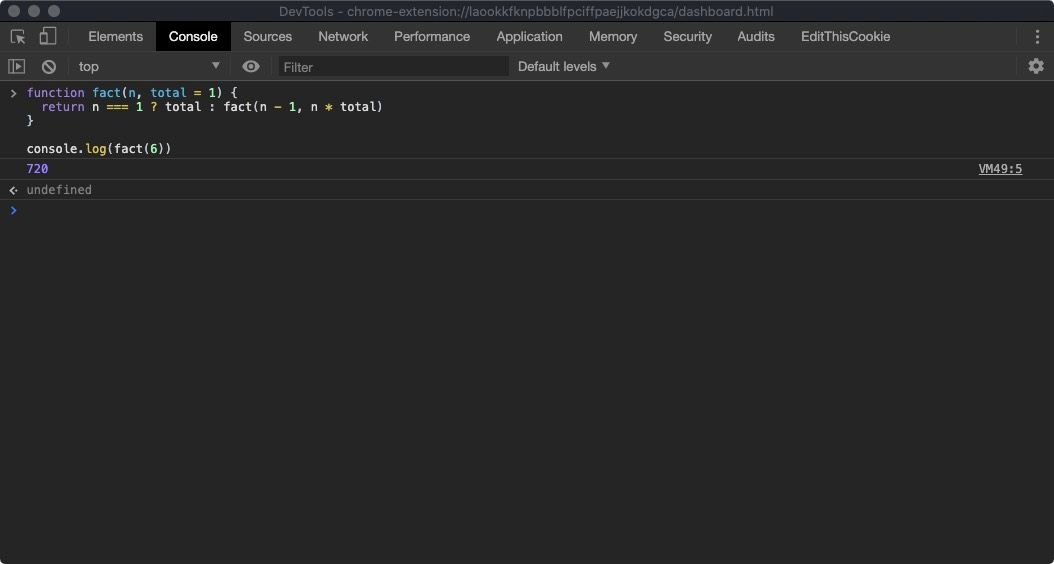 DevTools - chrome-extension://laookkfknpbbblfpciffpaejjkokdgca/dashboard.html
Elements Console Sources Network Performance Application Memory Security Audits EditThisCookie
top Filter Default levels
function fact(n, total = 1) {
  return n === 1 ? total : fact(n - 1, n * total)
}
console.log(fact(6))
720 VM49:5
undefined